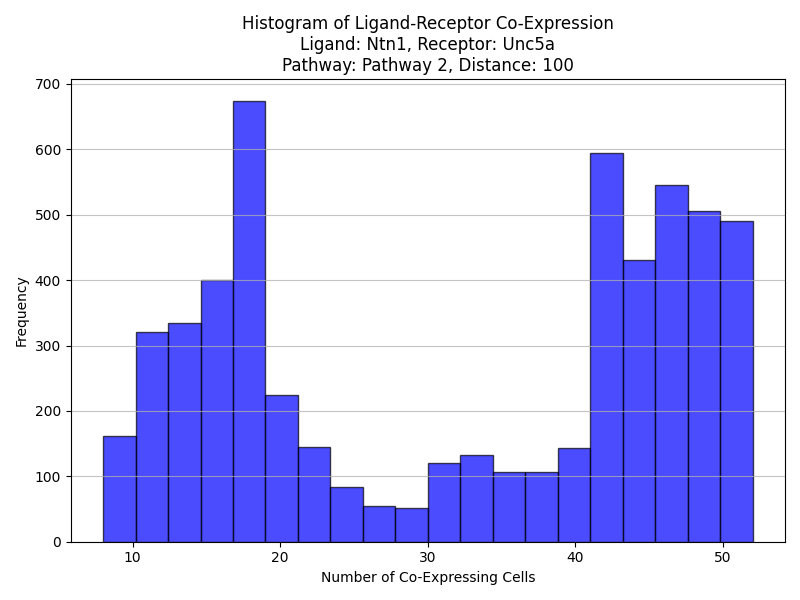 Histogram of Ligand-Receptor Co-Expression
Ligand: Ntn1, Receptor: Unc5a
Pathway: Pathway 2, Distance: 100
700
600
500
400
300
200
100
0
Frequency
10 20 30 40 50
Number of Co-Expressing Cells